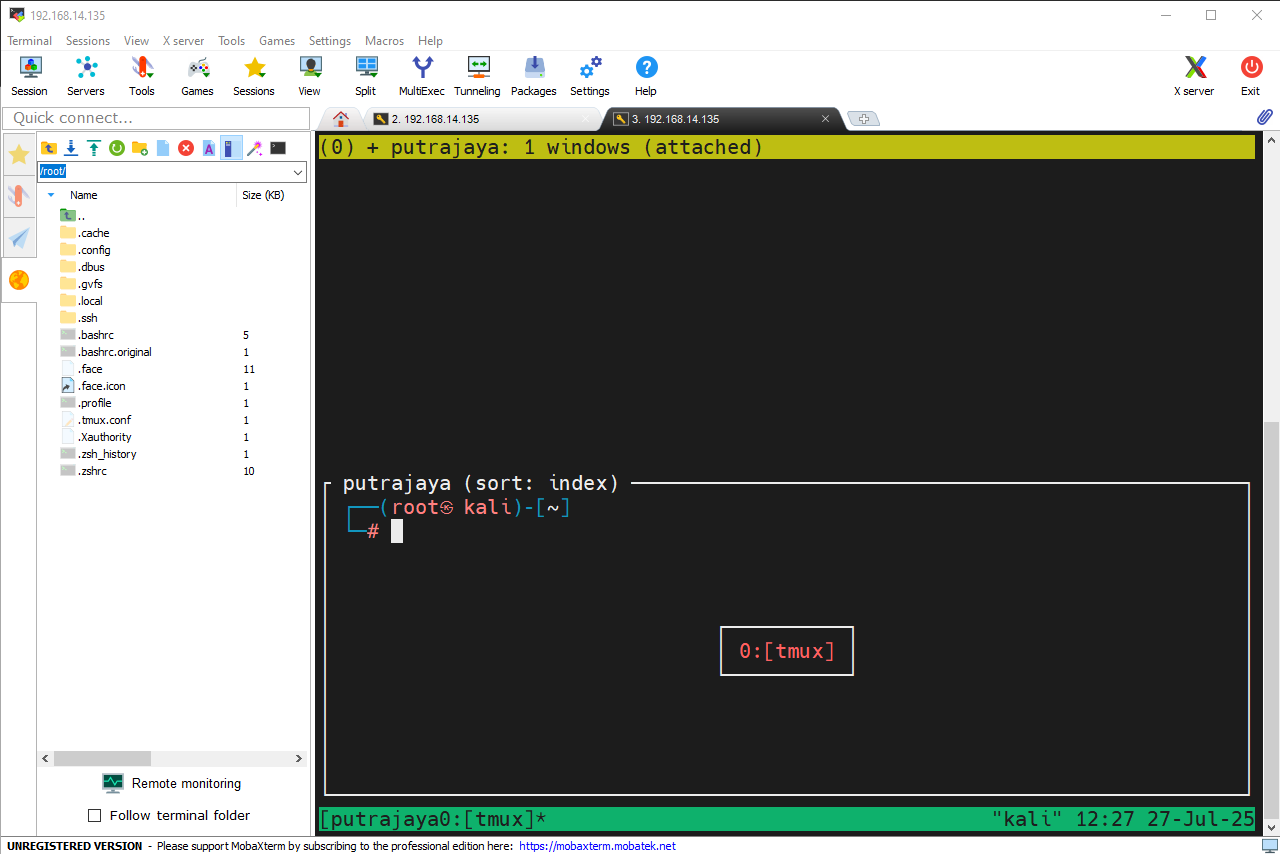 192.168.14.135
Terminal Sessions View X server Tools Games Settings Macros Help
Session Servers Tools Games Sessions View Split MultiExec Tunneling Packages Settings Help X server Exit
Quick connect...
2. 192.168.14.135
3. 192.168.14.135
/root/
Name Size (KB)
..
.cache
.config
.dbus
.gvfs
.local
.ssh
.bashrc 5
.bashrc.original 1
.face 11
.face.icon 1
.profile 1
.tmux.conf 1
.Xauthority 1
.zsh_history 1
.zshrc 10
Remote monitoring
Follow terminal folder
(0) + putrajaya: 1 windows (attached)
putrajaya (sort: index)
┌──(root㉿ kali)-[~]
└─#
0:[tmux]
[putrajaya0:[tmux]* "kali" 12:27 27-Jul-25
UNREGISTERED VERSION - Please support MobaXterm by subscribing to the professional edition here: https://mobaxterm.mobatek.net